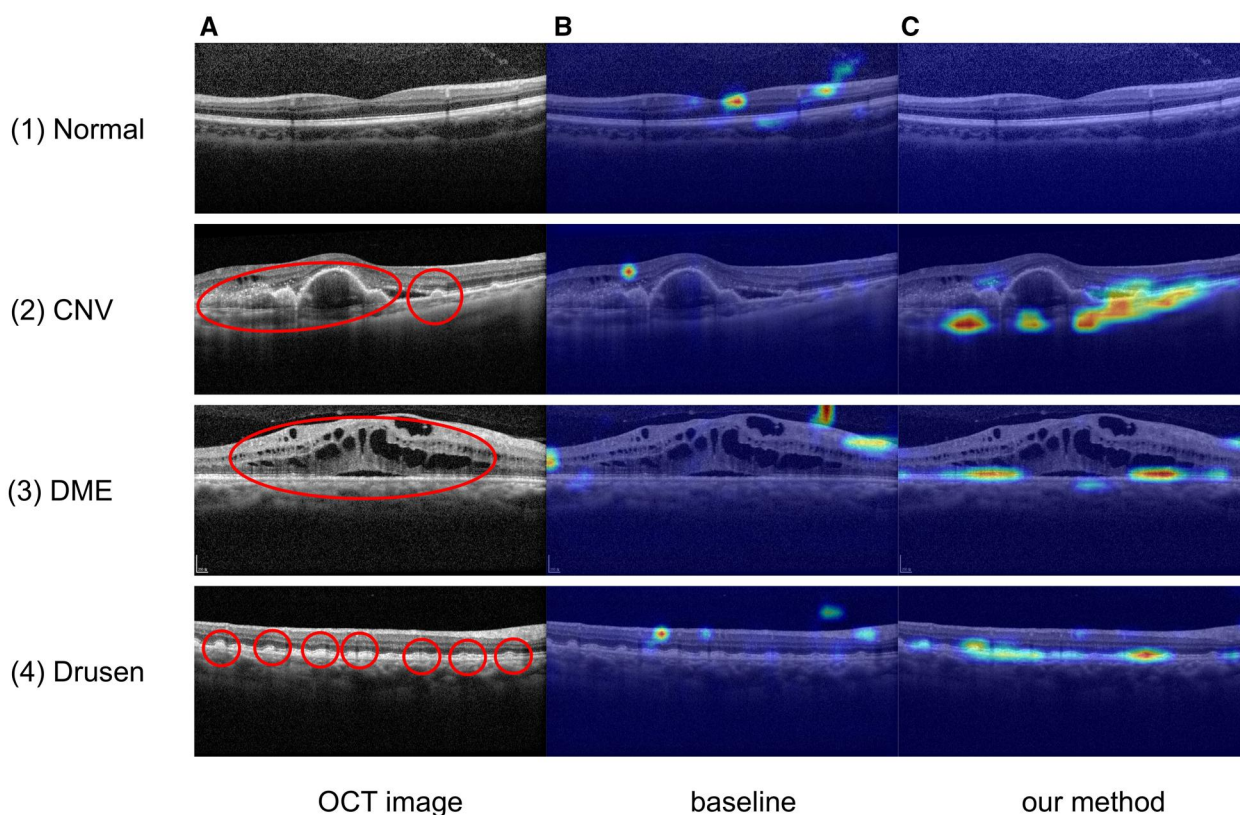 A B C
(1) Normal
(2) CNV
(3) DME
(4) Drusen
OCT image baseline our method